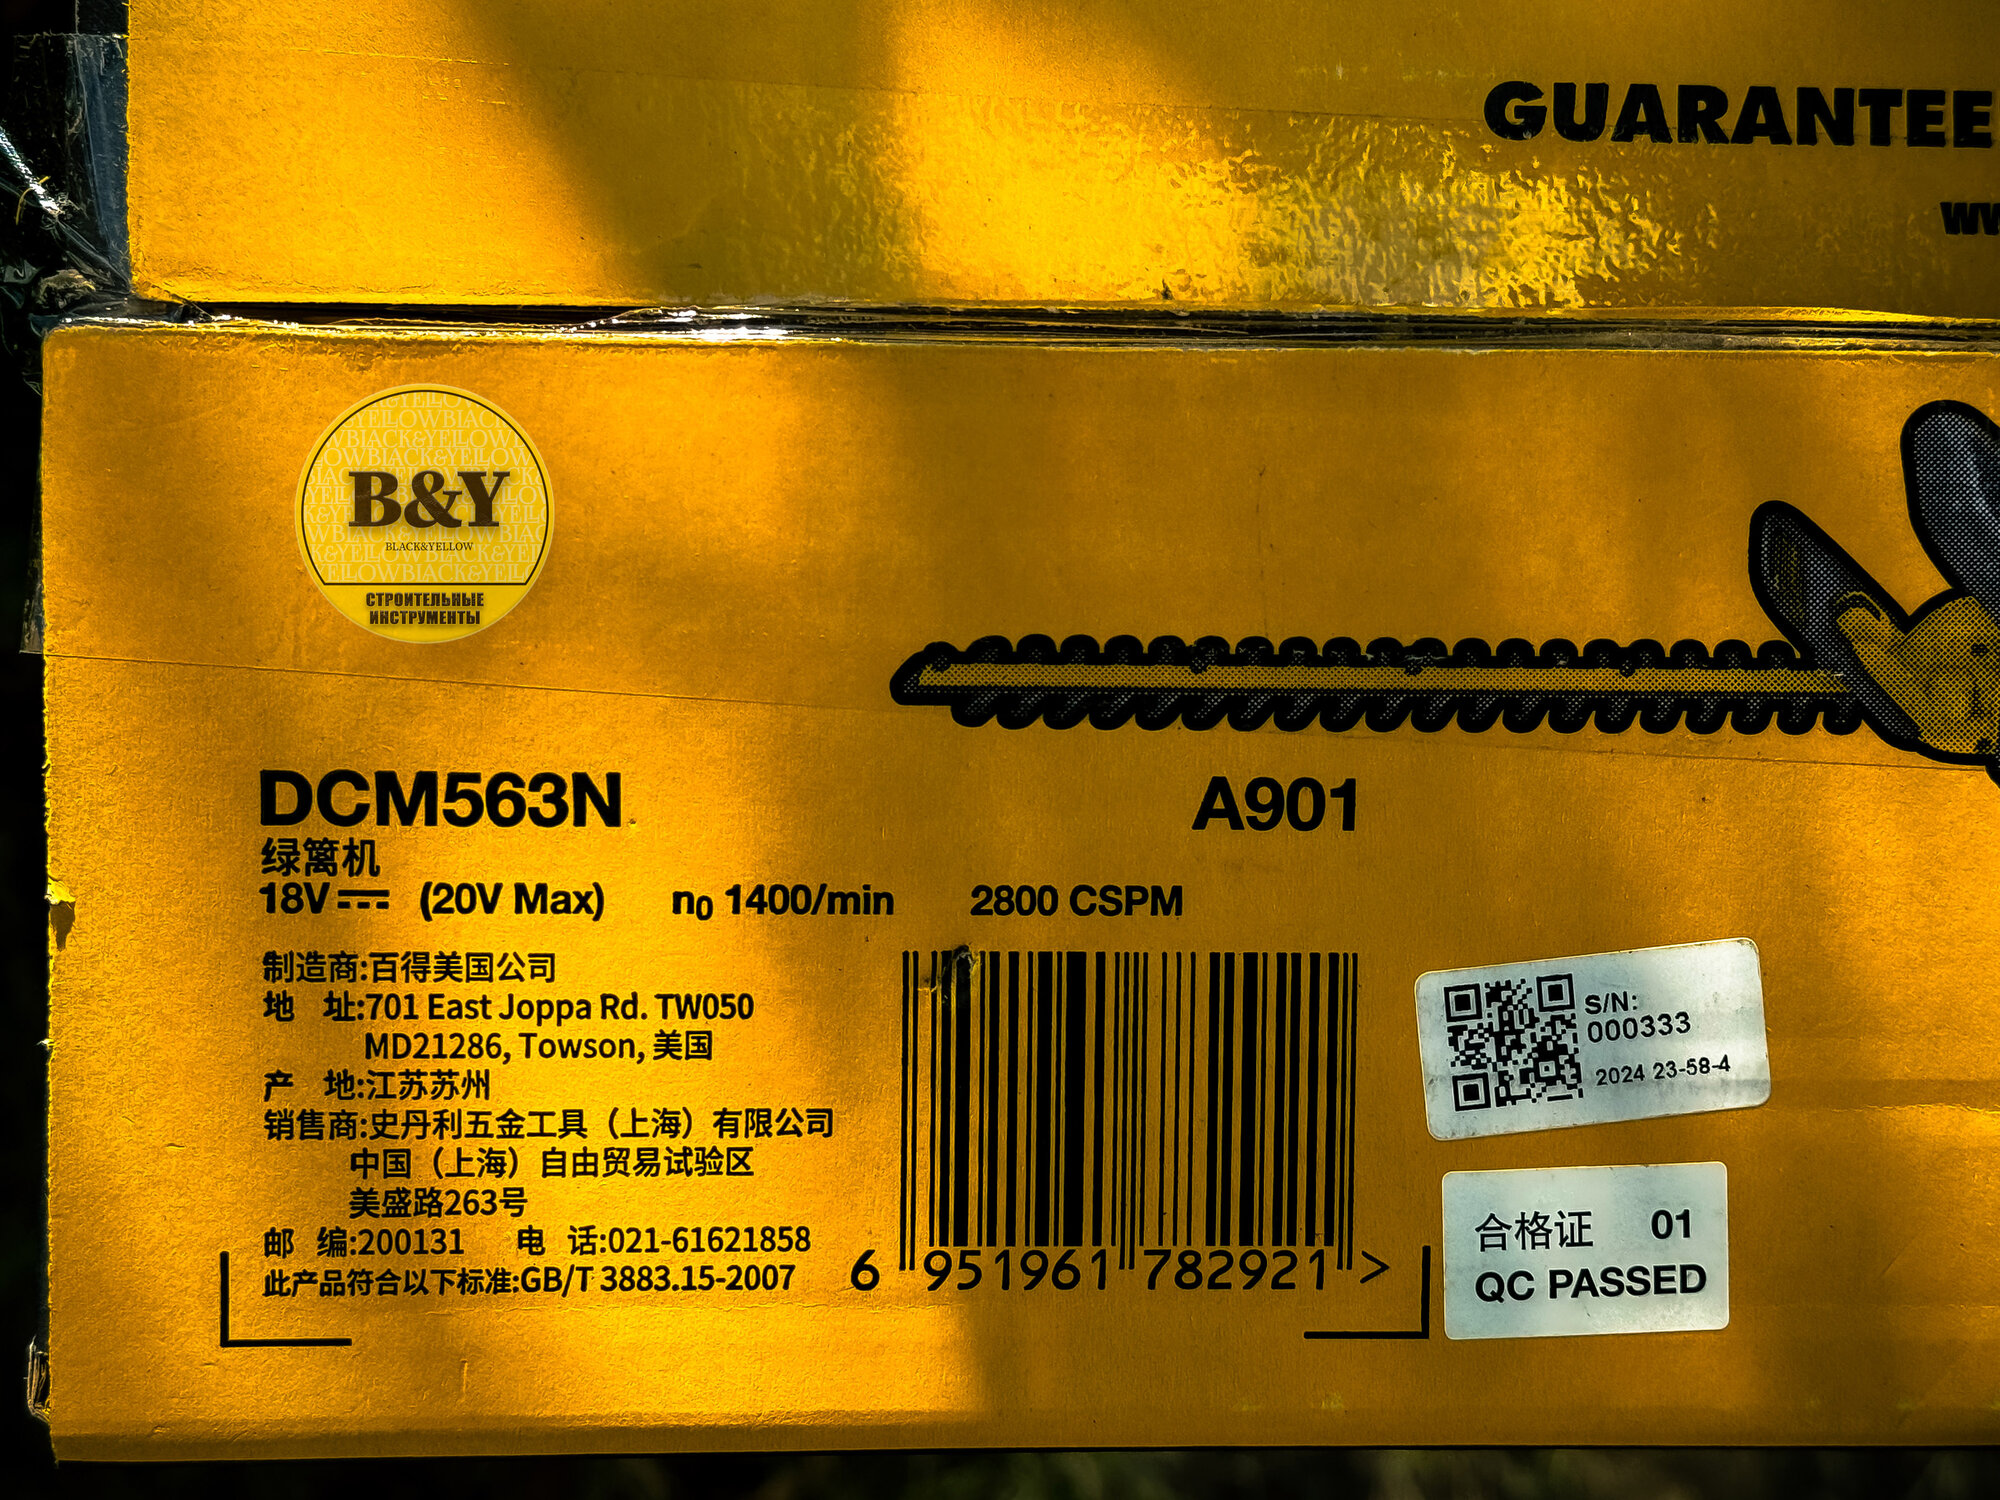 GUARANTEE
B&Y
BLACK&YELLOW
СТРОИТЕЛЬНЫЕ
ИНСТРУМЕНТЫ
DCM563N
A901
绿篱机
18V (20V Max) n₀ 1400/min 2800 CSPM
制造商:百得美国公司
地 址:701 East Joppa Rd. TW050
MD21286, Towson, 美国
产 地:江苏苏州
销售商:史丹利五金工具（上海）有限公司
中国（上海）自由贸易试验区
美盛路263号
邮 编:200131 电 话:021-61621858
此产品符合以下标准:GB/T 3883.15-2007
6 951961 782921 >
S/N:
000333
2024 23-58-4
合格证 01
QC PASSED